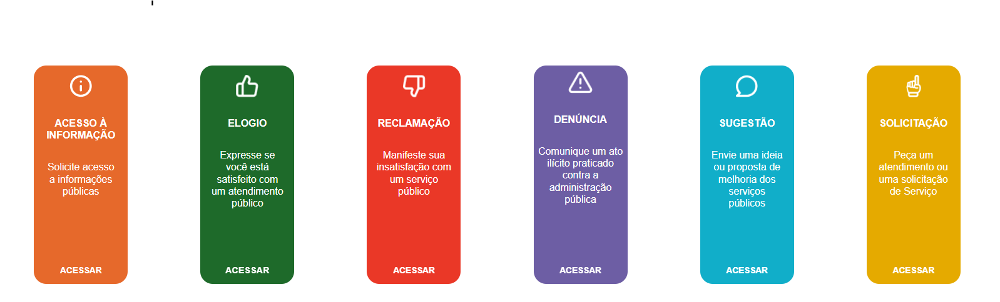 ACESSO À
INFORMAÇÃO
Solicite acesso
a informações
públicas
ACESSAR
ELOGIO
Expresse se
você está
satisfeito com
um atendimento
público
ACESSAR
RECLAMAÇÃO
Manifeste sua
insatisfação com
um serviço
público
ACESSAR
DENÚNCIA
Comunique um ato
ilícito praticado
contra a
administração
pública
ACESSAR
SUGESTÃO
Envie uma ideia
ou proposta de
melhoria dos
serviços
públicos
ACESSAR
SOLICITAÇÃO
Peça um
atendimento ou
uma solicitação
de Serviço
ACESSAR